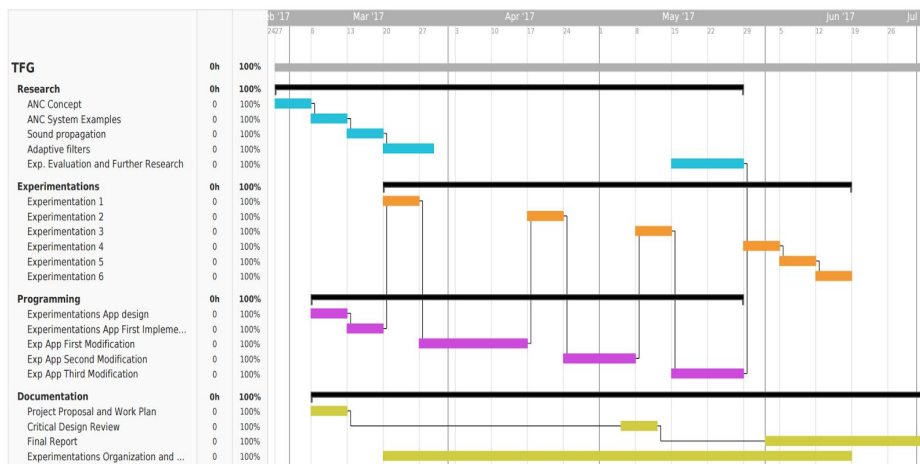 b '17 Mar '17 Apr '17 May '17 Jun '17 Jul
2427 6 13 20 27 3 10 17 24 1 8 15 22 29 5 12 19 26
TFG 0h 100%
Research 0h 100%
ANC Concept 0 100%
ANC System Examples 0 100%
Sound propagation 0 100%
Adaptive filters 0 100%
Exp. Evaluation and Further Research 0 100%
Experimentations 0h 100%
Experimentation 1 0 100%
Experimentation 2 0 100%
Experimentation 3 0 100%
Experimentation 4 0 100%
Experimentation 5 0 100%
Experimentation 6 0 100%
Programming 0h 100%
Experimentations App design 0 100%
Experimentations App First Impleme... 0 100%
Exp App First Modification 0 100%
Exp App Second Modification 0 100%
Exp App Third Modification 0 100%
Documentation 0h 100%
Project Proposal and Work Plan 0 100%
Critical Design Review 0 100%
Final Report 0 100%
Experimentations Organization and ... 0 100%